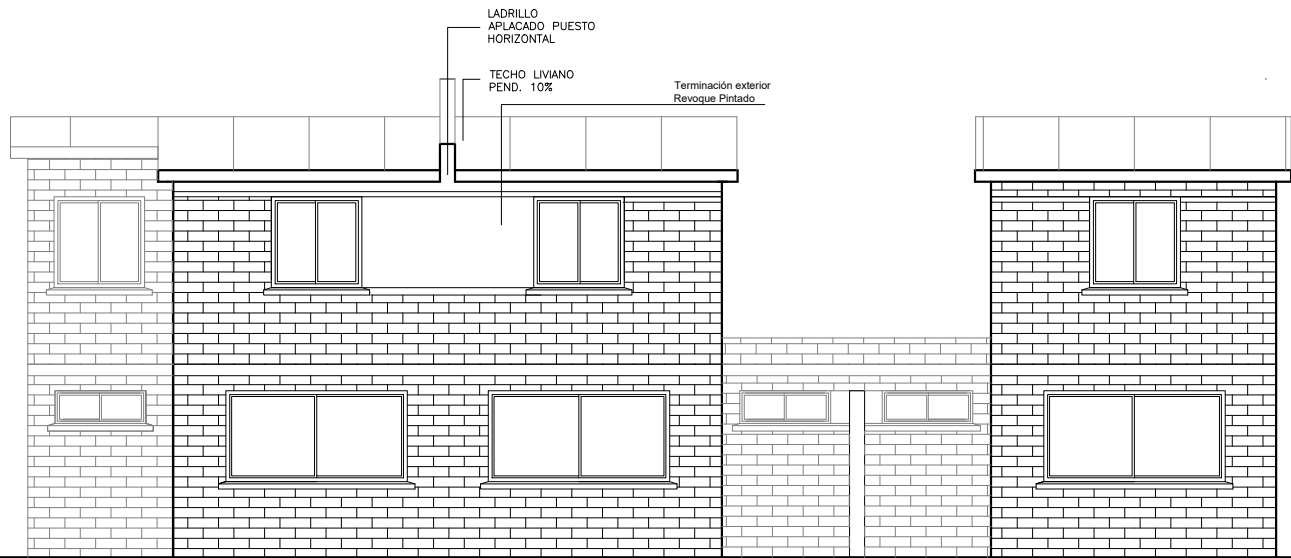 LADRILLO
APLACADO PUESTO
HORIZONTAL
TECHO LIVIANO
PEND. 10%
Terminación exterior
Revoque Pintado